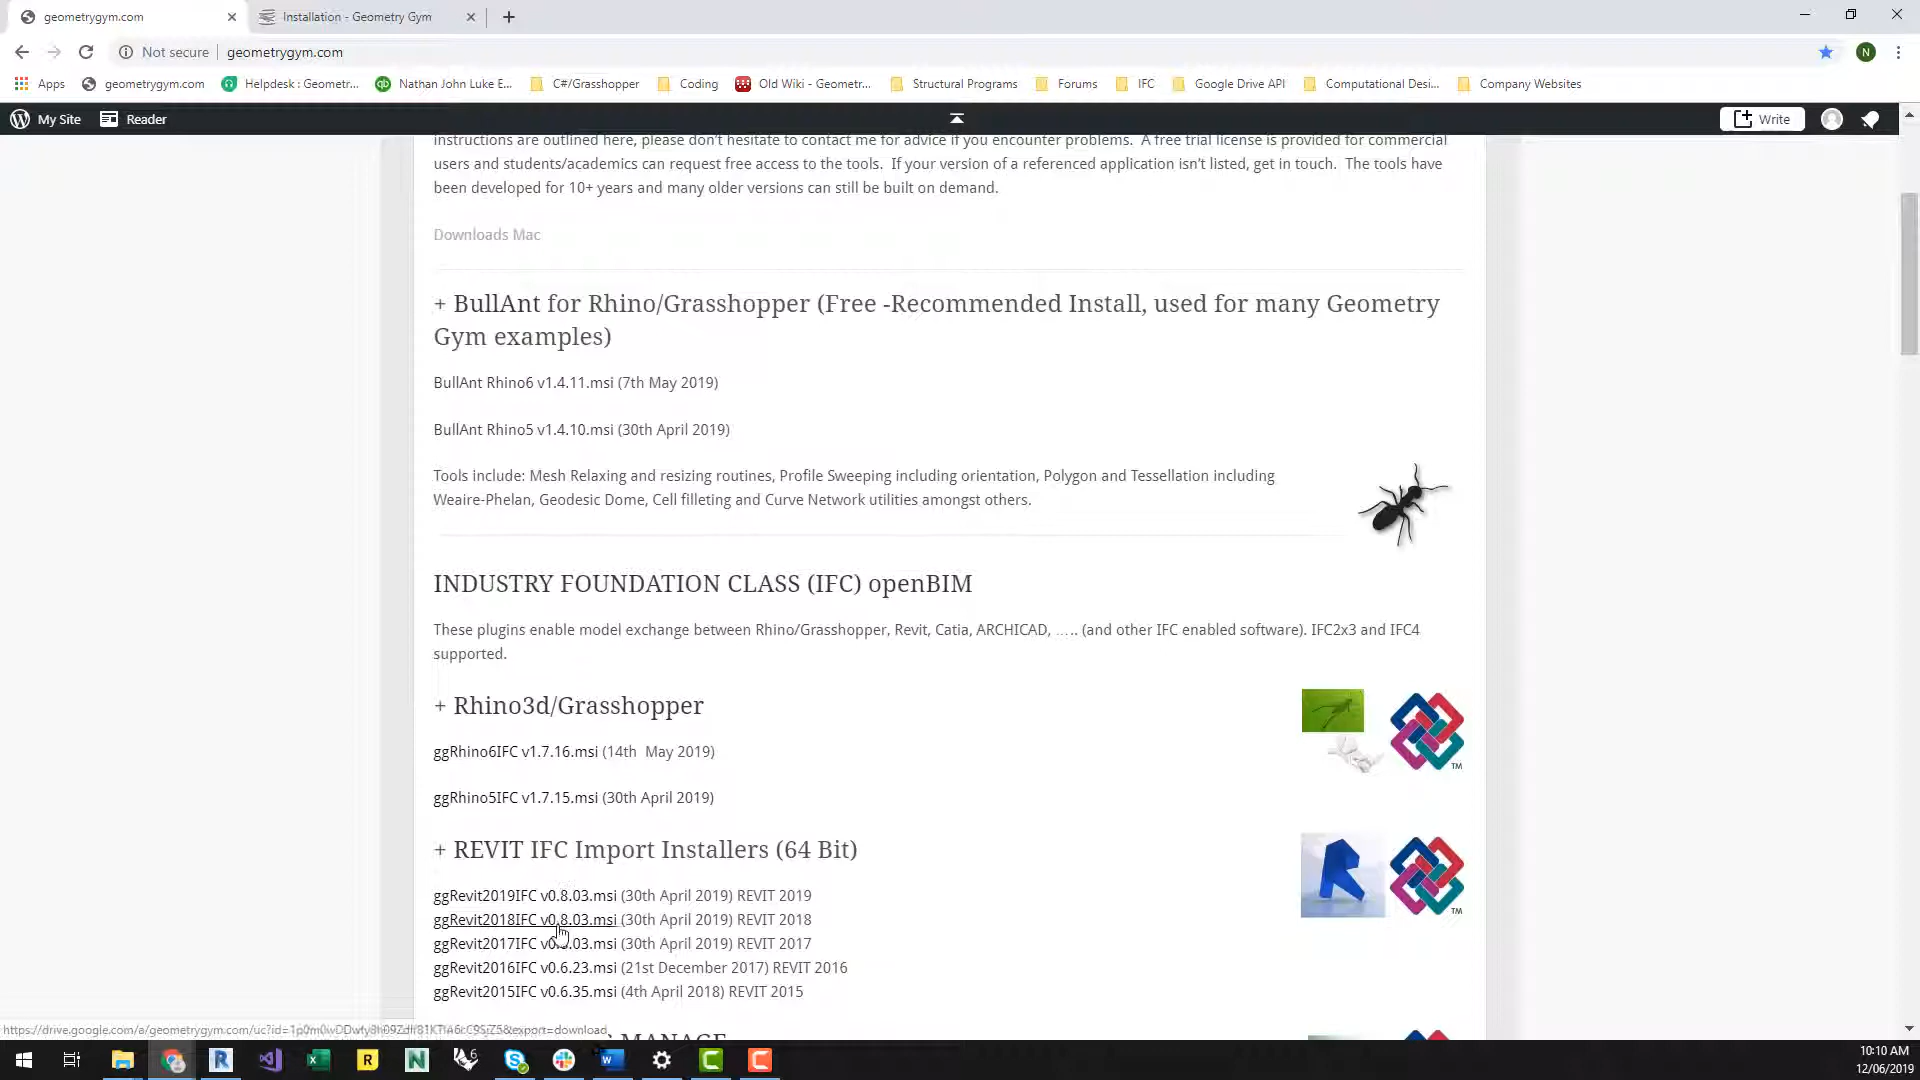 geometrygym.com
Installation - Geometry Gym
Not secure
geometrygym.com
N
Apps
geometrygym.com
Helpdesk : Geometr...
Nathan John Luke E...
C#/Grasshopper
Coding
Old Wiki - Geometr...
Structural Programs
Forums
IFC
Google Drive API
Computational Desi...
Company Websites
My Site
Reader
Write
instructions are outlined here, please don't hesitate to contact me for advice if you encounter problems.  A free trial license is provided for commercial
users and students/academics can request free access to the tools.  If your version of a referenced application isn't listed, get in touch.  The tools have
been developed for 10+ years and many older versions can still be built on demand.
Downloads Mac
+ BullAnt for Rhino/Grasshopper (Free -Recommended Install, used for many Geometry
Gym examples)
BullAnt Rhino6 v1.4.11.msi (7th May 2019)
BullAnt Rhino5 v1.4.10.msi (30th April 2019)
Tools include: Mesh Relaxing and resizing routines, Profile Sweeping including orientation, Polygon and Tessellation including
Weaire-Phelan, Geodesic Dome, Cell filleting and Curve Network utilities amongst others.
INDUSTRY FOUNDATION CLASS (IFC) openBIM
These plugins enable model exchange between Rhino/Grasshopper, Revit, Catia, ARCHICAD, ..... (and other IFC enabled software). IFC2x3 and IFC4
supported.
+ Rhino3d/Grasshopper
TM
ggRhino6IFC v1.7.16.msi (14th  May 2019)
ggRhino5IFC v1.7.15.msi (30th April 2019)
+ REVIT IFC Import Installers (64 Bit)
TM
ggRevit2019IFC v0.8.03.msi (30th April 2019) REVIT 2019
ggRevit2018IFC v0.8.03.msi (30th April 2019) REVIT 2018
ggRevit2017IFC v0.8.03.msi (30th April 2019) REVIT 2017
ggRevit2016IFC v0.6.23.msi (21st December 2017) REVIT 2016
ggRevit2015IFC v0.6.35.msi (4th April 2018) REVIT 2015
MANAGE
10:10 AM
12/06/2019